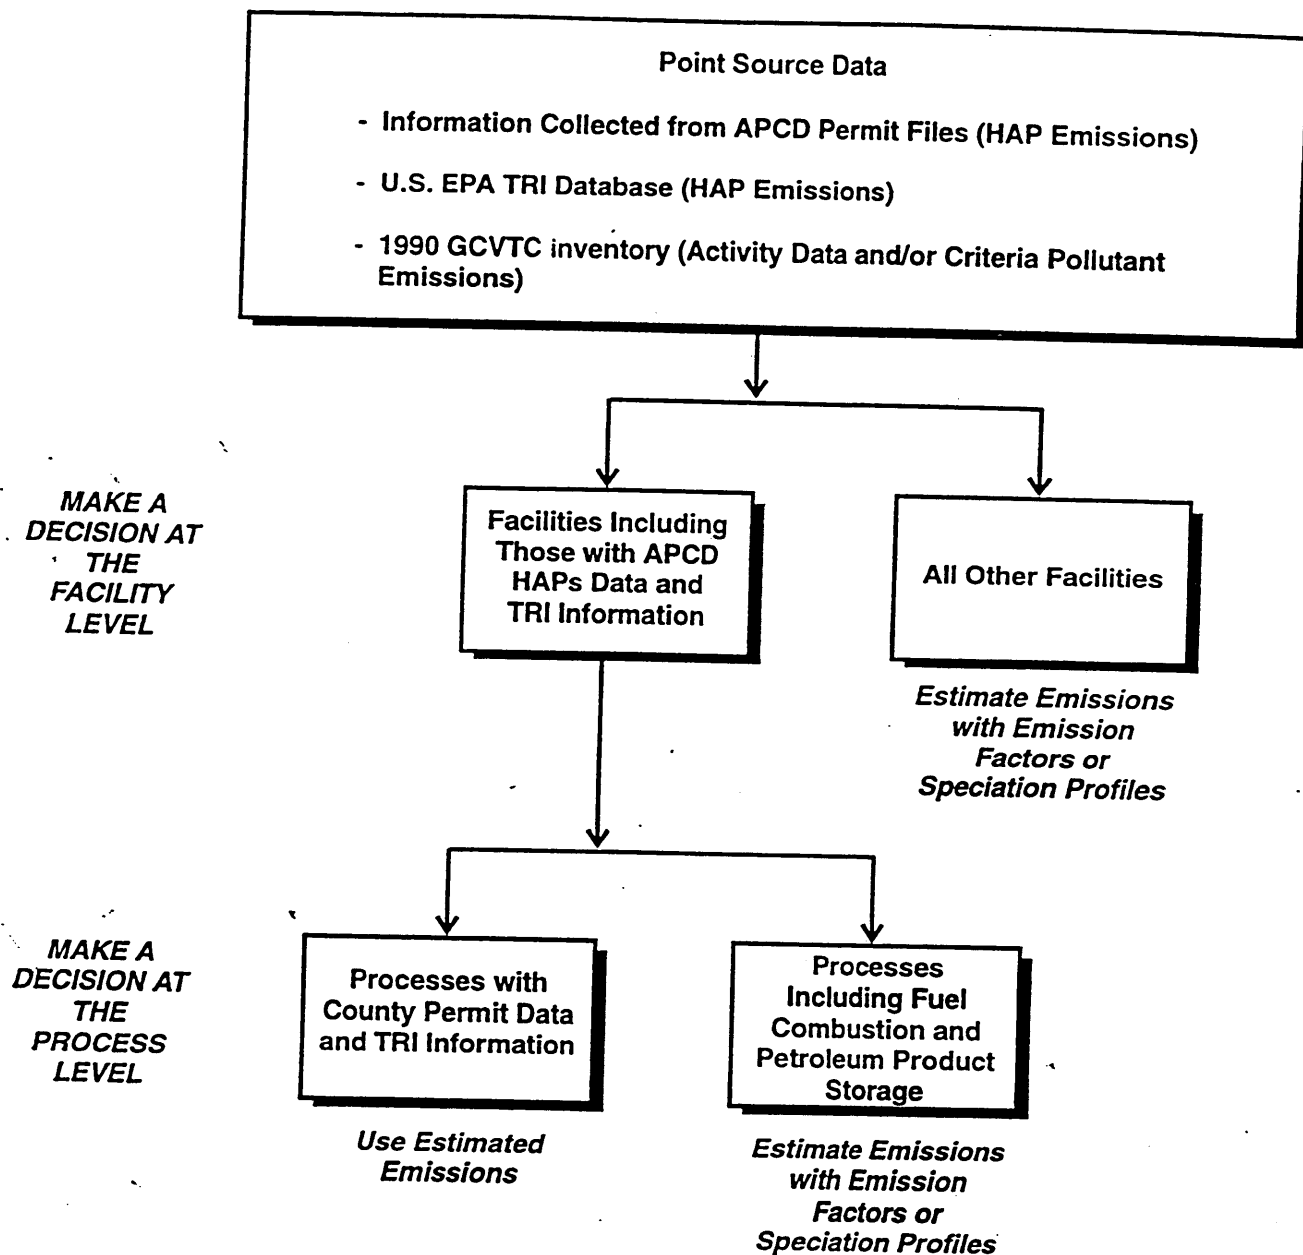 Point Source Data
- Information Collected from APCD Permit Files (HAP Emissions)
- U.S. EPA TRI Database (HAP Emissions)
- 1990 GCVTC inventory (Activity Data and/or Criteria Pollutant
Emissions)
MAKE A
DECISION AT
THE
FACILITY
LEVEL
Facilities Including
Those with APCD
HAPs Data and
TRI Information
All Other Facilities
Estimate Emissions
with Emission
Factors or
Speciation Profiles
MAKE A
DECISION AT
THE
PROCESS
LEVEL
Processes with
County Permit Data
and TRI Information
Use Estimated
Emissions
Processes
Including Fuel
Combustion and
Petroleum Product
Storage
Estimate Emissions
with Emission
Factors or
Speciation Profiles